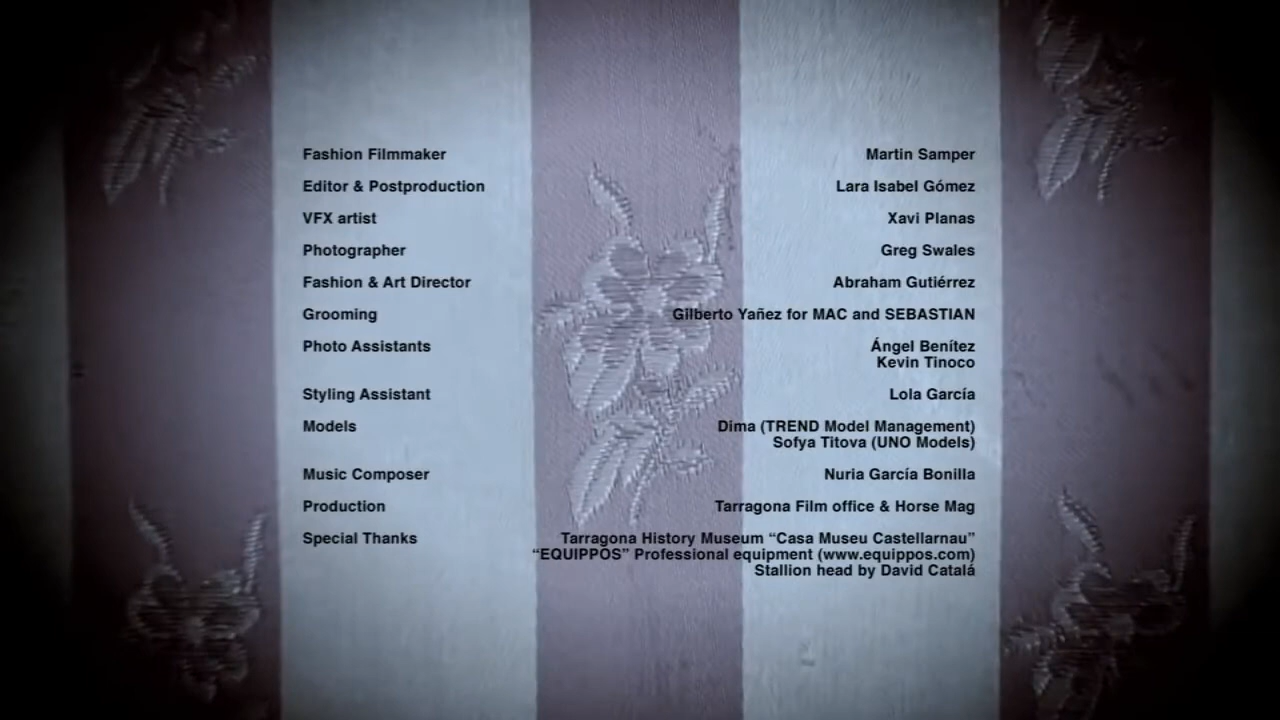 Fashion Filmmaker Martin Samper
Editor & Postproduction Lara Isabel Gómez
VFX artist Xavi Planas
Photographer Greg Swales
Fashion & Art Director Abraham Gutiérrez
Grooming Gilberto Yañez for MAC and SEBASTIAN
Photo Assistants Ángel Benítez
Kevin Tinoco
Styling Assistant Lola García
Models Dima (TREND Model Management)
Sofya Titova (UNO Models)
Music Composer Nuria García Bonilla
Production Tarragona Film office & Horse Mag
Special Thanks Tarragona History Museum “Casa Museu Castellarnau”
“EQUIPPOS” Professional equipment (www.equippos.com)
Stallion head by David Catalá